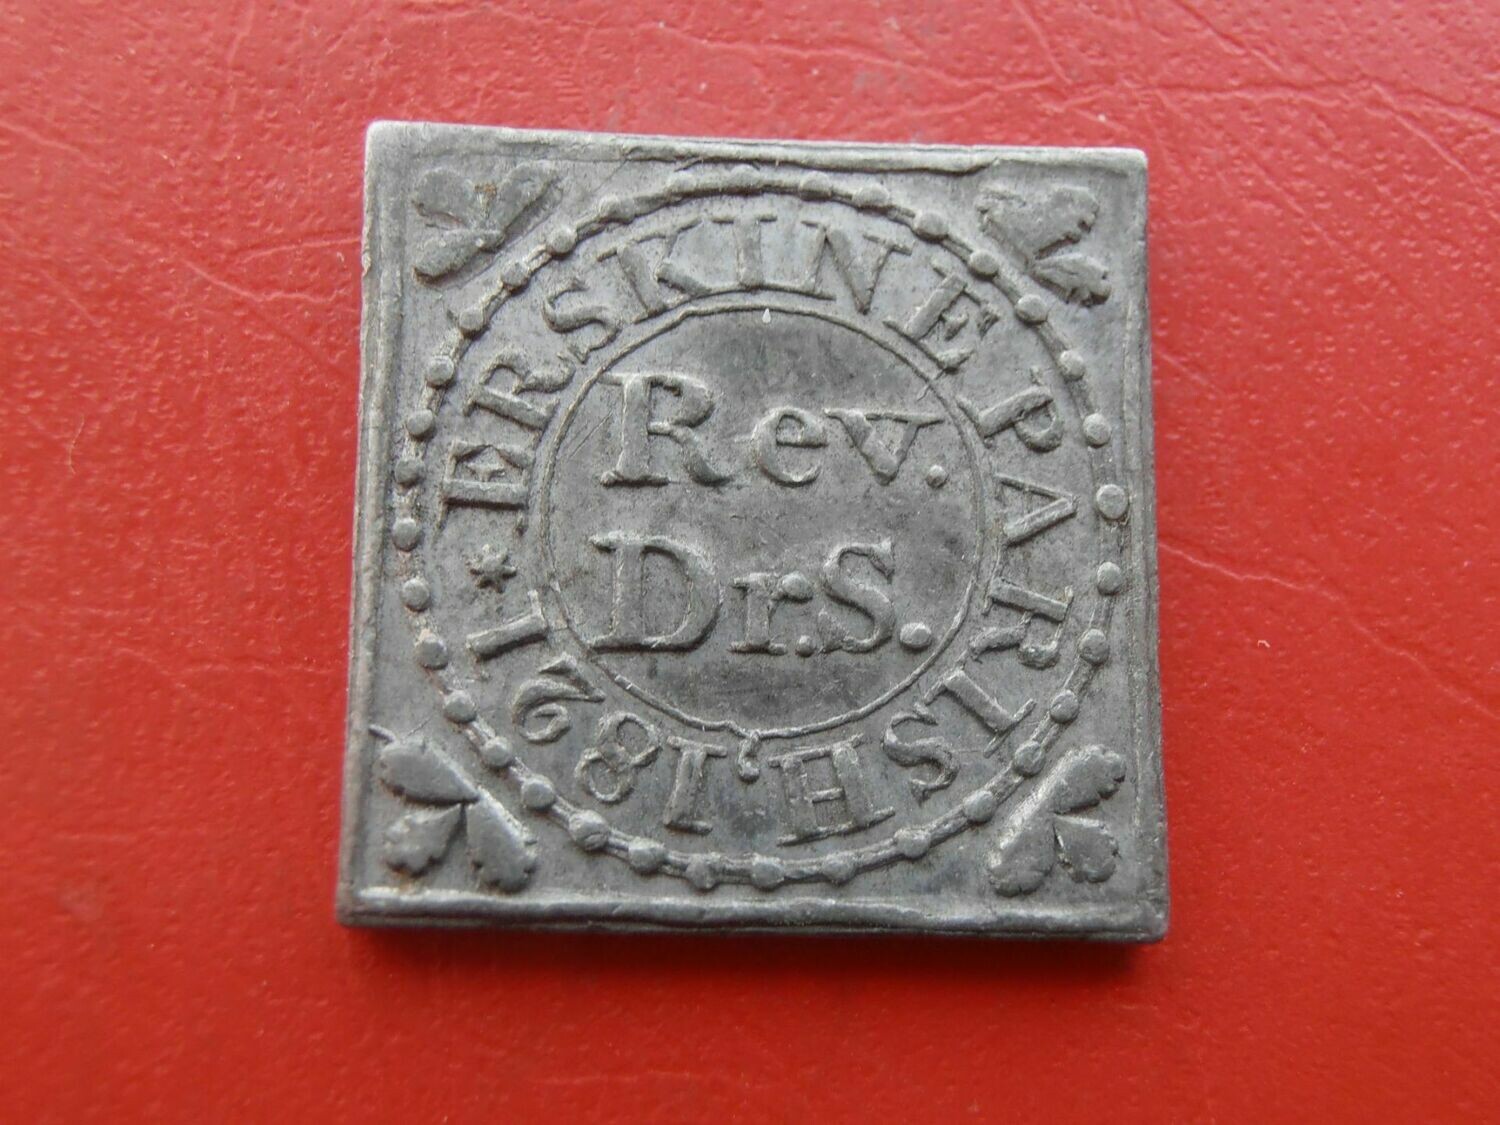 ERSKINE PARISH, 1821 *
Rev.
Dr. S.